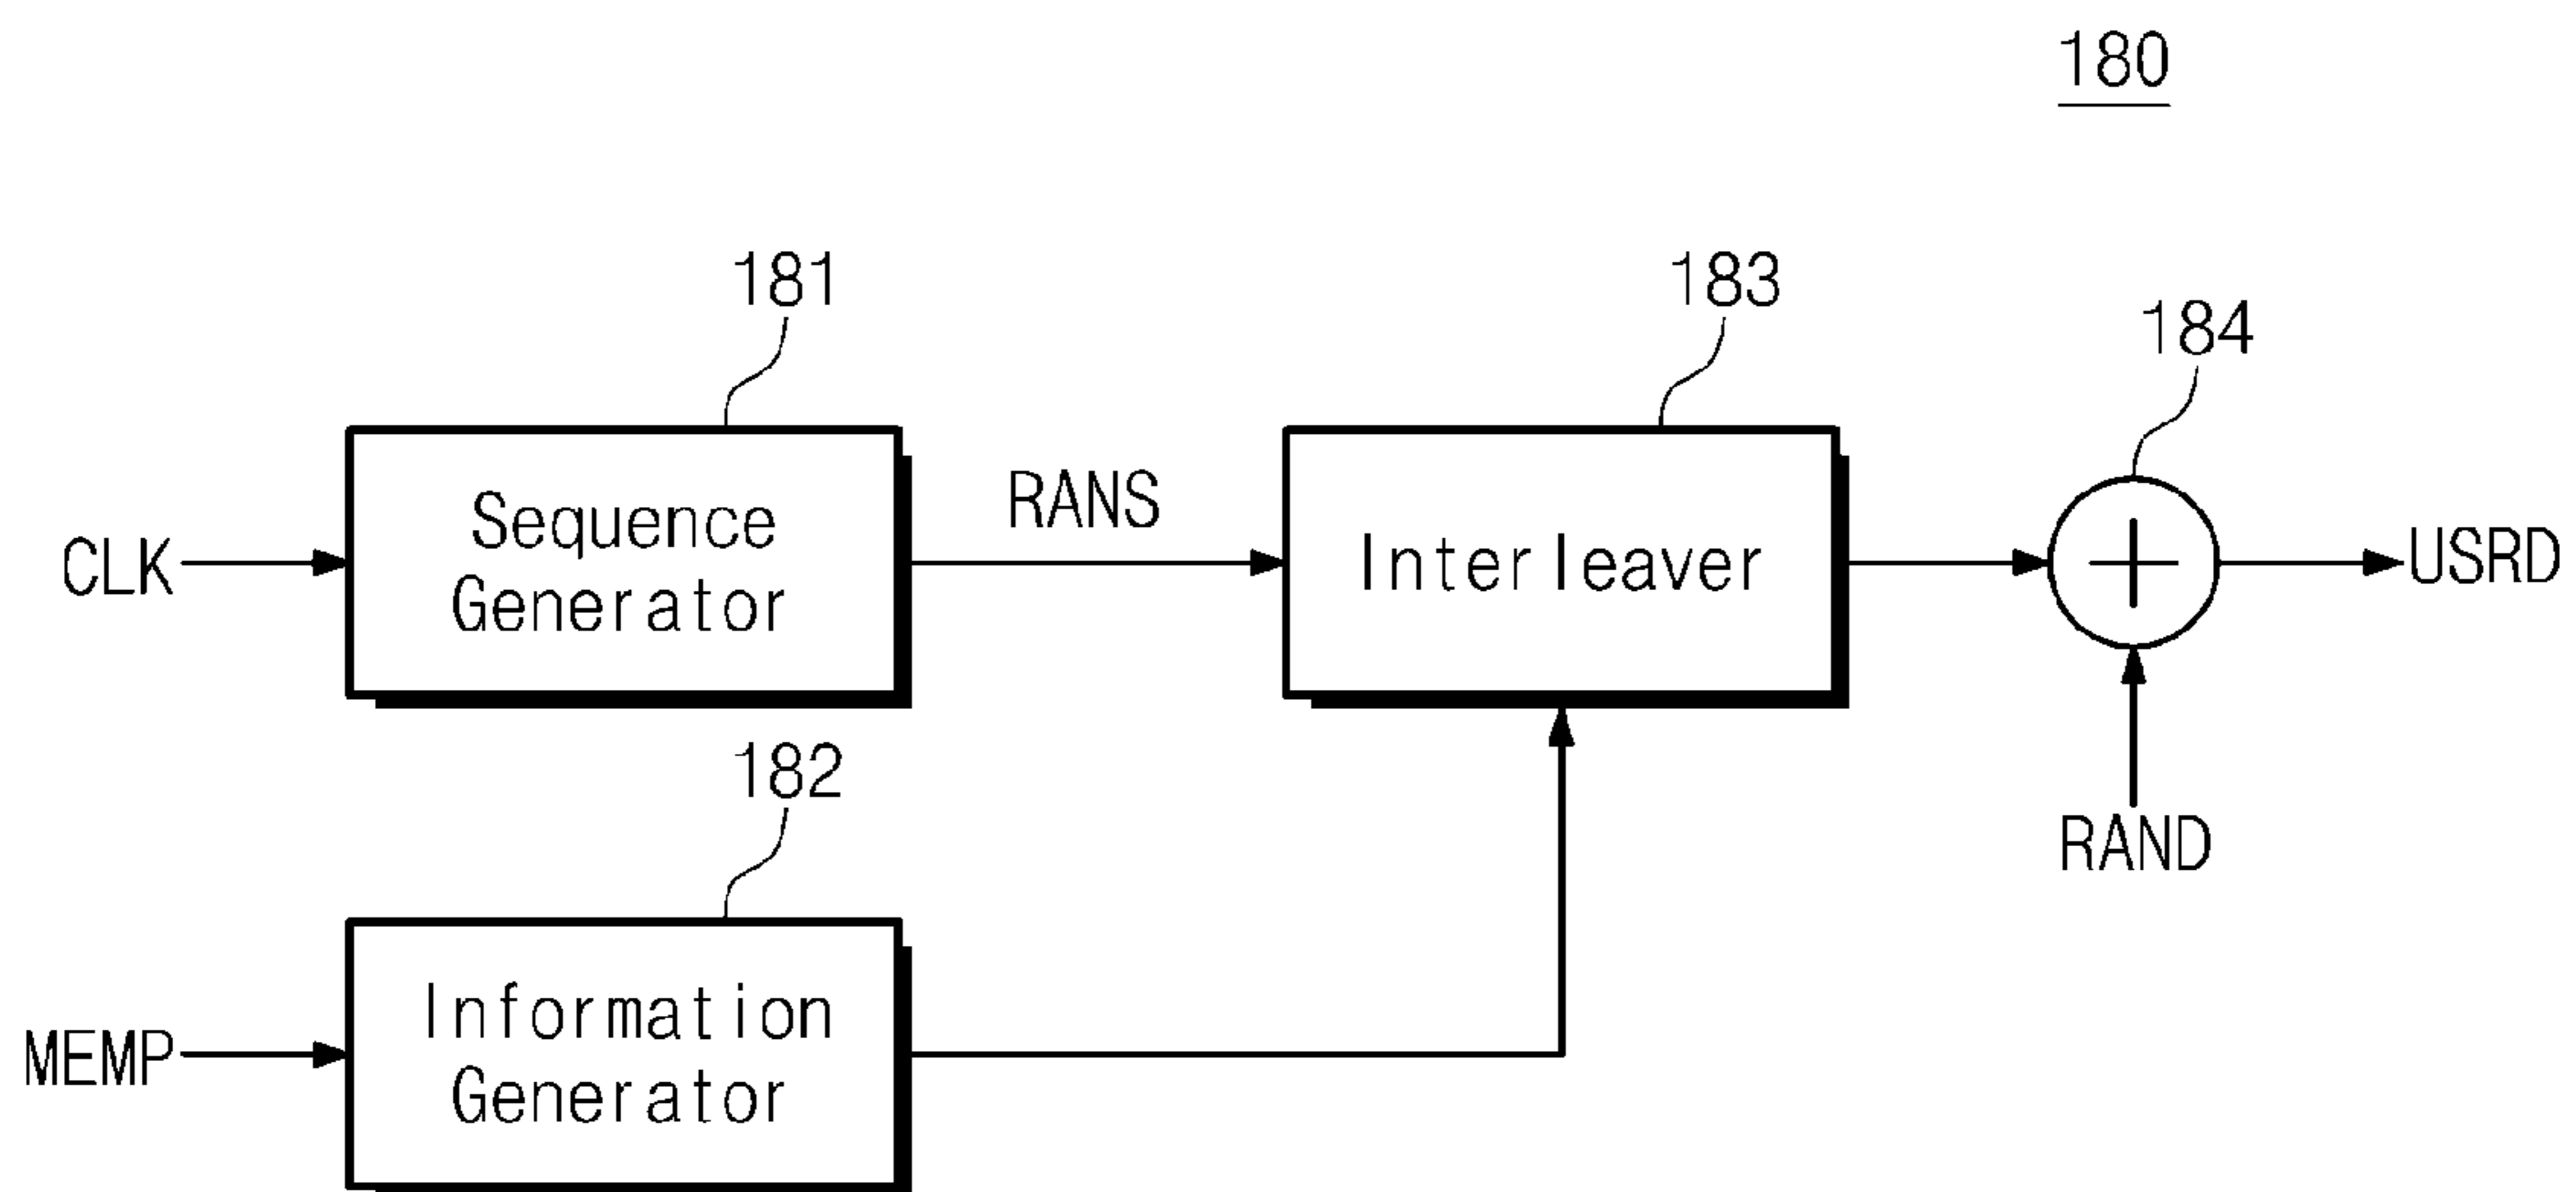 180
181
183
184
CLK
Sequence
Generator
RANS
Interleaver
USRD
RAND
182
MEMP
Information
Generator